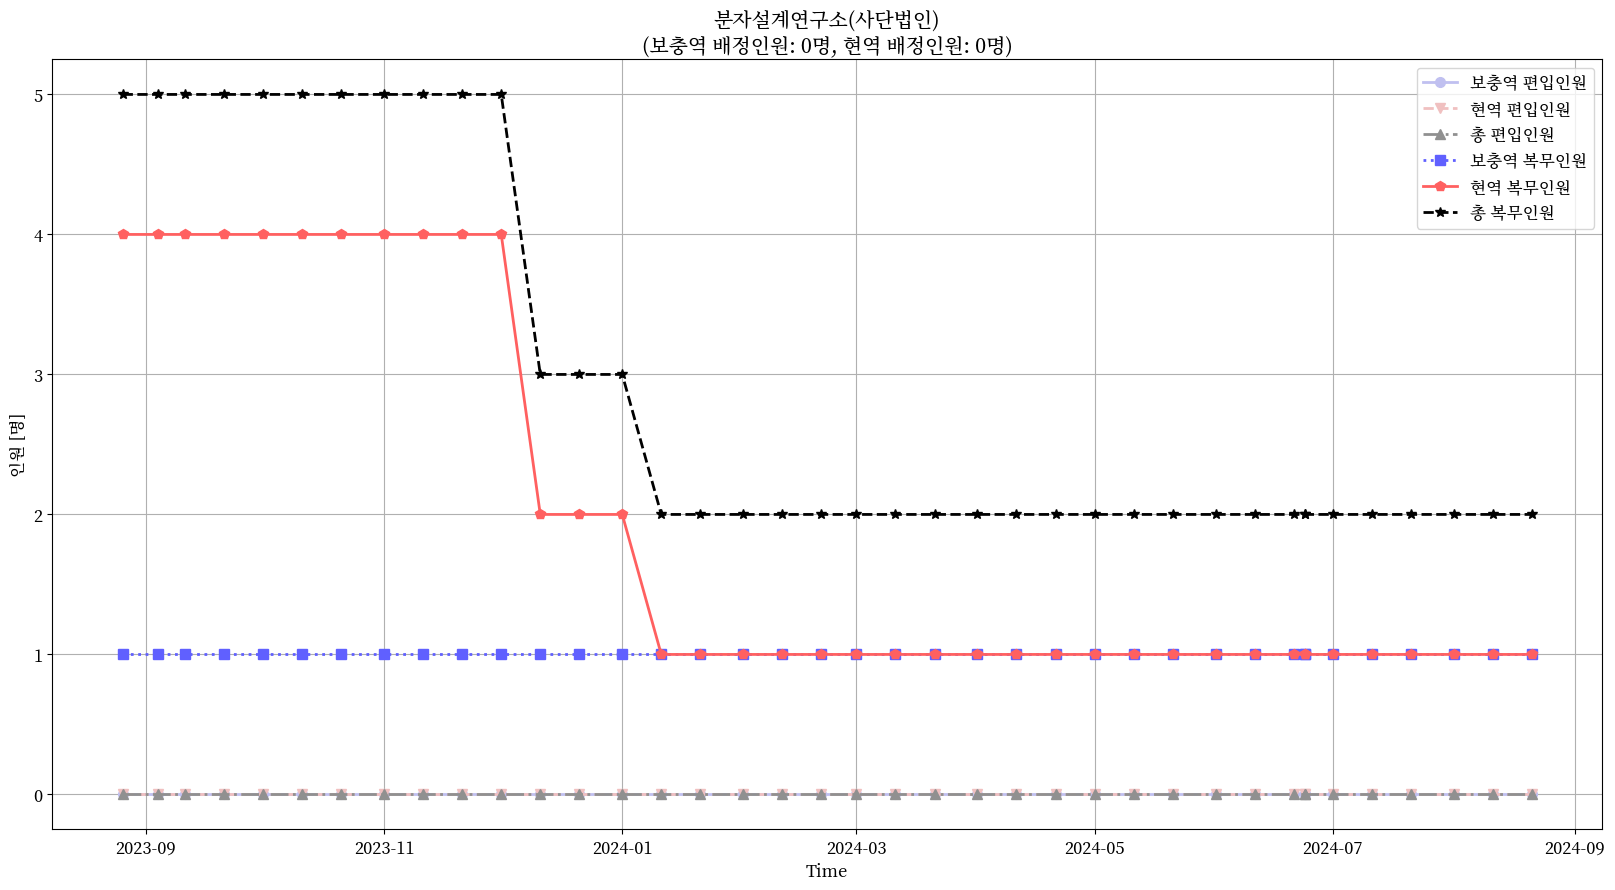 분자설계연구소(사단법인)
(보충역 배정인원: 0명, 현역 배정인원: 0명)
보충역 편입인원
현역 편입인원
총 편입인원
보충역 복무인원
현역 복무인원
총 복무인원
인원 [명]
5
4
3
2
1
0
2023-09
2023-11
2024-01
2024-03
2024-05
2024-07
2024-09
Time